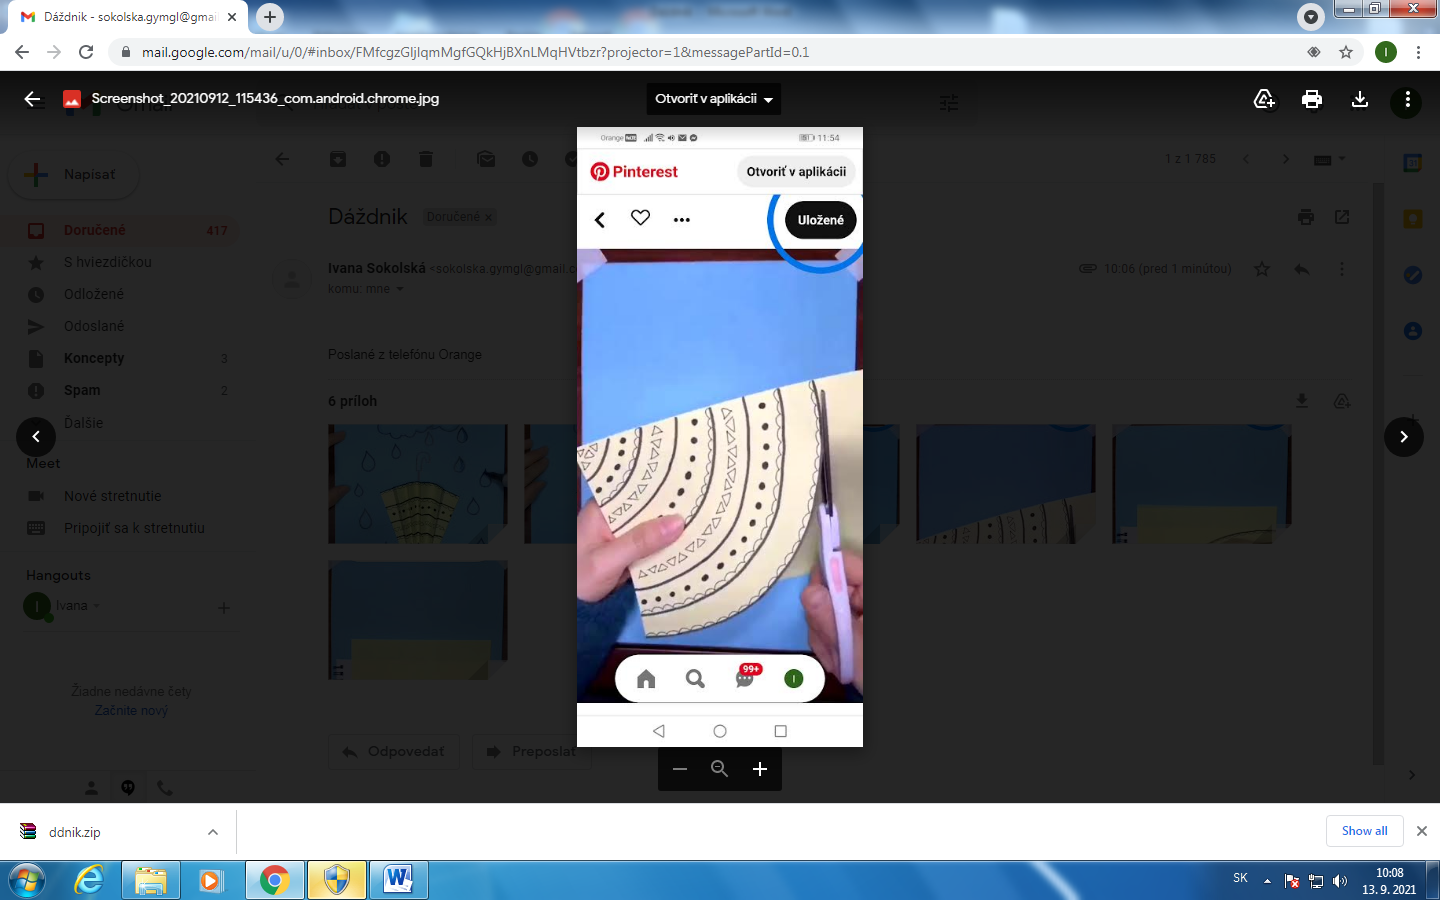 Dáždnik - sokolska.gymgl@gmai
mail.google.com/mail/u/0/#inbox/FMfcgzGljlqmMgfGQkHjBXnLMqHVtbzr?projector=1&messagePartId=0.1
Screenshot_20210912_115436_com.android.chrome.jpg
Otvoriť v aplikácii
Orange
11:54
Pinterest
Otvoriť v aplikácii
Uložené
99+
Napísať
1 z 1 785
Doručené 417
S hviezdičkou
Odložené
Odoslané
Koncepty 3
Spam 2
Ďalšie
Meet
Nové stretnutie
Pripojiť sa k stretnutiu
Hangouts
Ivana
Žiadne nedávne čety
Začnite nový
Dáždnik
Doručené x
Ivana Sokolská <sokolska.gymgl@gmail.c
10:06 (pred 1 minútou)
komu: mne
Poslané z telefónu Orange
6 príloh
Odpovedať
Preposlať
ddnik.zip
Show all
SK
10:08
13. 9. 2021